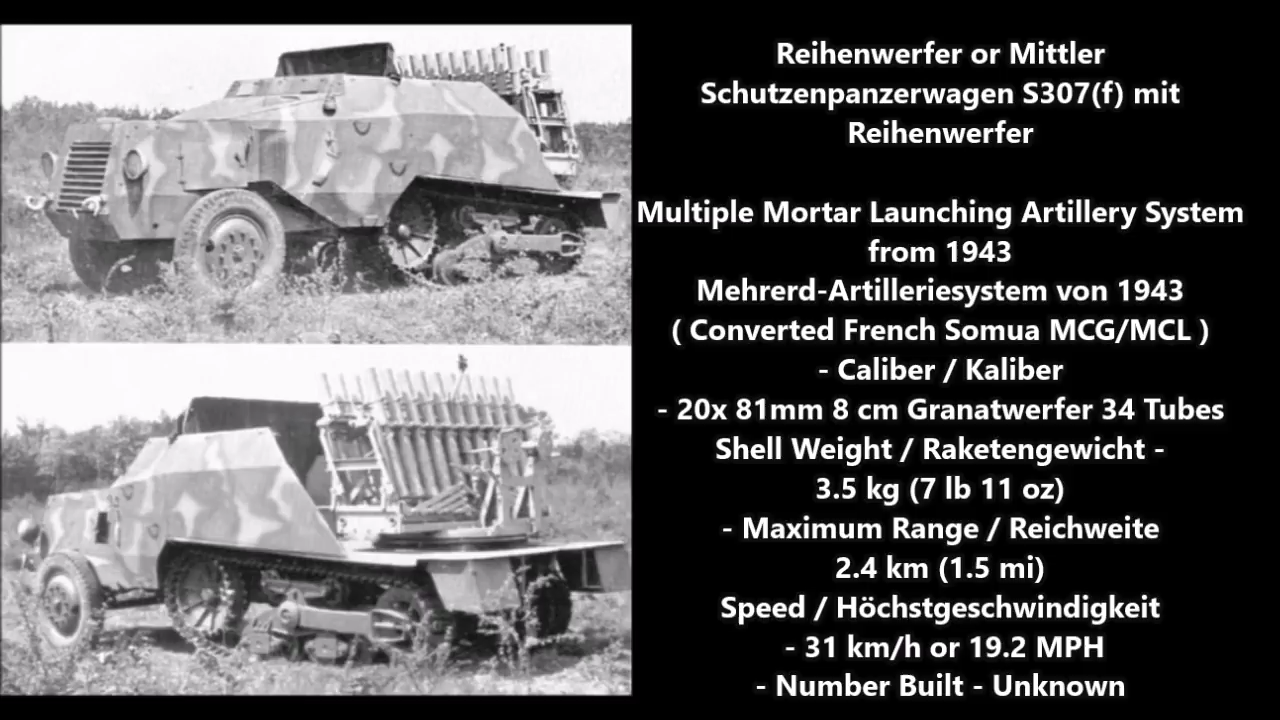 Reihenwerfer or Mittler
Schutzenpanzerwagen S307(f) mit
Reihenwerfer
Multiple Mortar Launching Artillery System
from 1943
Mehrerd-Artilleriesystem von 1943
( Converted French Somua MCG/MCL )
- Caliber / Kaliber
- 20x 81mm 8 cm Granatwerfer 34 Tubes
Shell Weight / Raketengewicht -
3.5 kg (7 lb 11 oz)
- Maximum Range / Reichweite
2.4 km (1.5 mi)
Speed / Höchstgeschwindigkeit
- 31 km/h or 19.2 MPH
- Number Built - Unknown